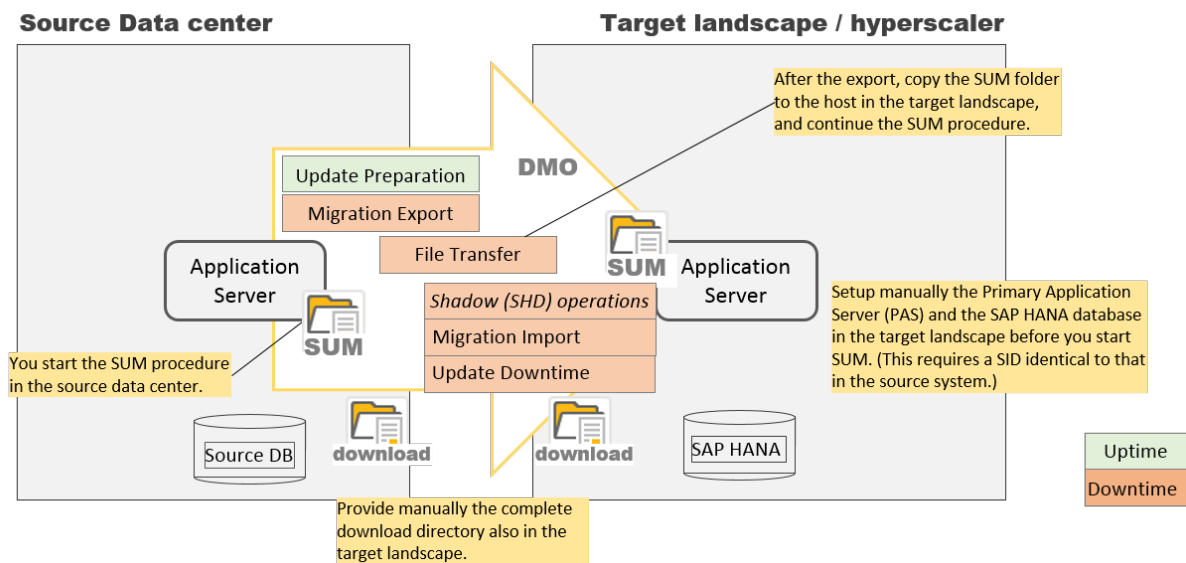 Source Data center
Target landscape / hyperscaler
After the export, copy the SUM folder
to the host in the target landscape,
and continue the SUM procedure.
DMO
Update Preparation
Migration Export
File Transfer
SUM
Application
Server
SUM
Application
Server
Shadow (SHD) operations
Migration Import
Update Downtime
Setup manually the Primary Application
Server (PAS) and the SAP HANA database
in the target landscape before you start
SUM. (This requires a SID identical to that
in the source system.)
You start the SUM procedure
in the source data center.
Source DB
download
download
SAP HANA
Uptime
Downtime
Provide manually the complete
download directory also in the
target landscape.